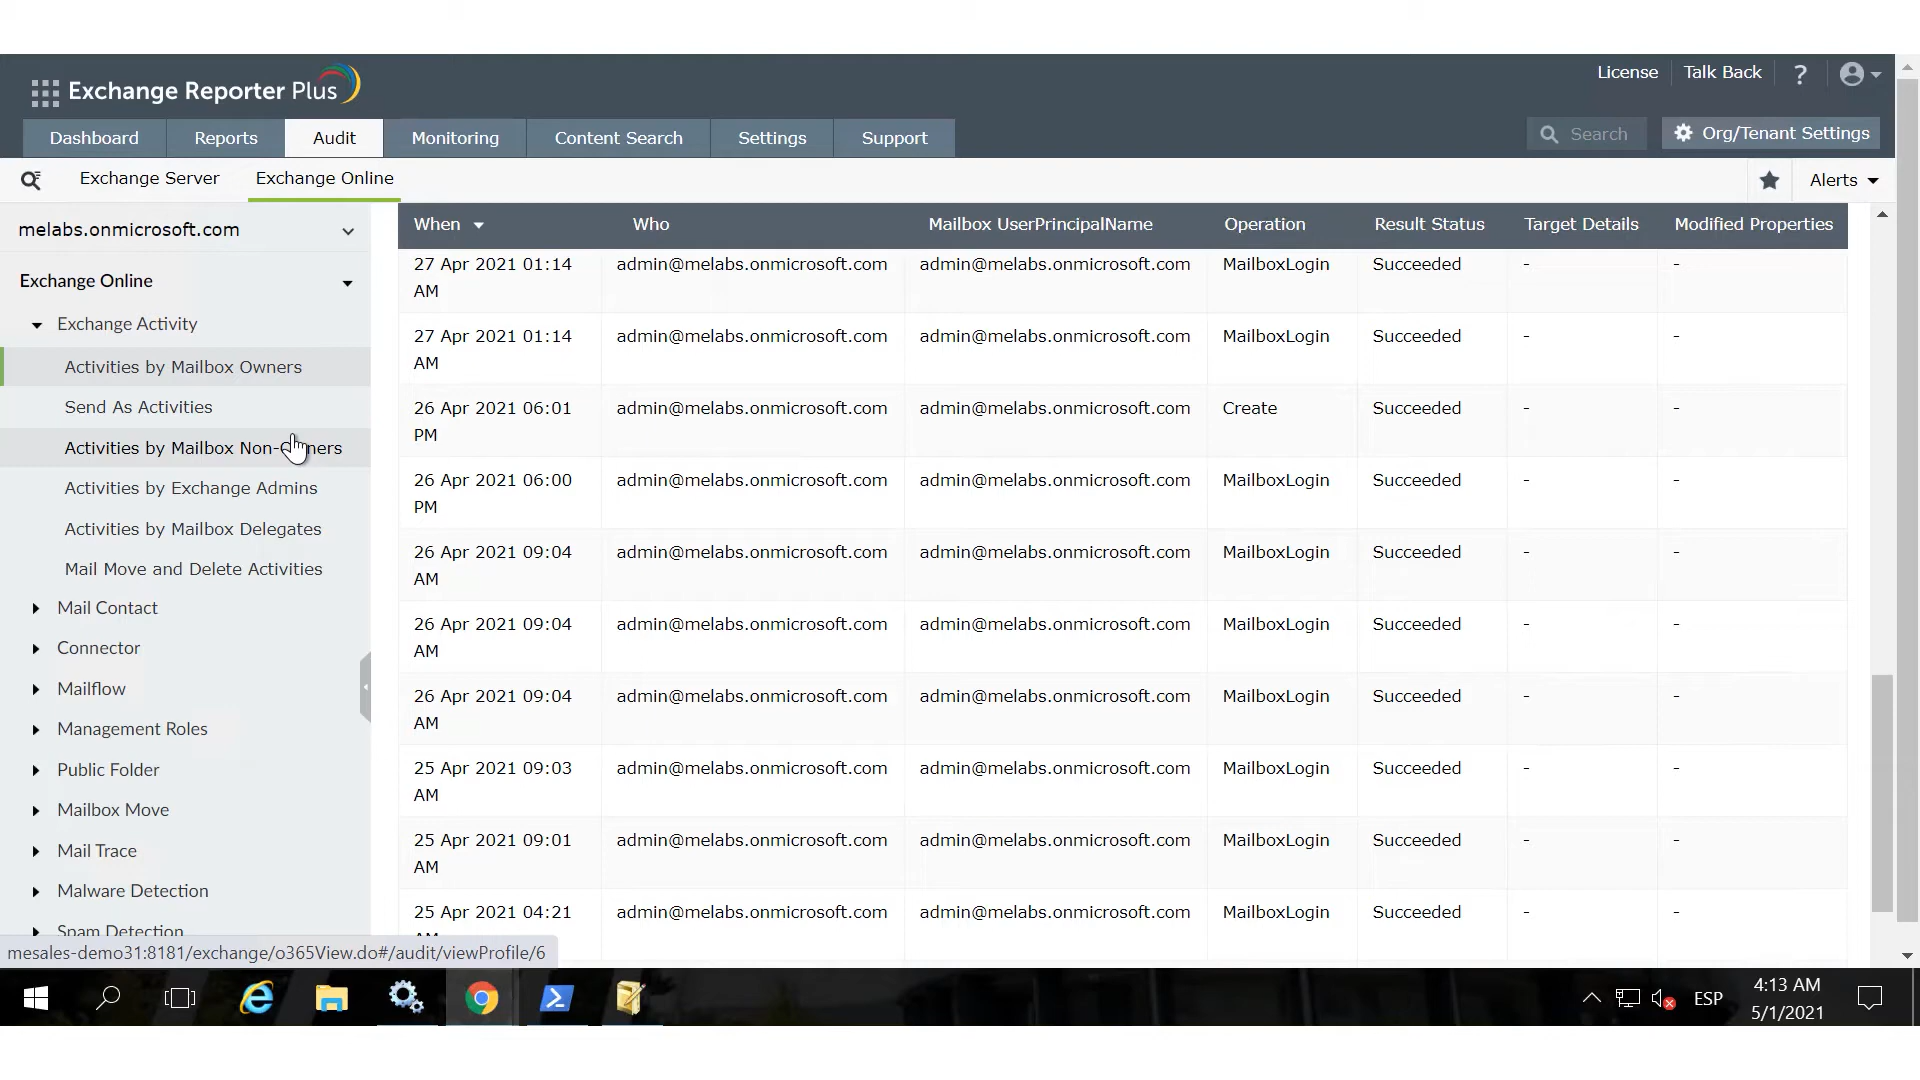 License
Talk Back
?
Exchange Reporter Plus
Dashboard
Reports
Audit
Monitoring
Content Search
Settings
Support
Search
Org/Tenant Settings
Exchange Server
Exchange Online
Alerts
melabs.onmicrosoft.com
Exchange Online
Exchange Activity
Activities by Mailbox Owners
Send As Activities
Activities by Mailbox Non-Owners
Activities by Exchange Admins
Activities by Mailbox Delegates
Mail Move and Delete Activities
Mail Contact
Connector
Mailflow
Management Roles
Public Folder
Mailbox Move
Mail Trace
Malware Detection
Spam Detection
When Who Mailbox UserPrincipalName Operation Result Status Target Details Modified Properties
27 Apr 2021 01:14 admin@melabs.onmicrosoft.com admin@melabs.onmicrosoft.com MailboxLogin Succeeded - -
AM
27 Apr 2021 01:14 admin@melabs.onmicrosoft.com admin@melabs.onmicrosoft.com MailboxLogin Succeeded - -
AM
26 Apr 2021 06:01 admin@melabs.onmicrosoft.com admin@melabs.onmicrosoft.com Create Succeeded - -
PM
26 Apr 2021 06:00 admin@melabs.onmicrosoft.com admin@melabs.onmicrosoft.com MailboxLogin Succeeded - -
PM
26 Apr 2021 09:04 admin@melabs.onmicrosoft.com admin@melabs.onmicrosoft.com MailboxLogin Succeeded - -
AM
26 Apr 2021 09:04 admin@melabs.onmicrosoft.com admin@melabs.onmicrosoft.com MailboxLogin Succeeded - -
AM
26 Apr 2021 09:04 admin@melabs.onmicrosoft.com admin@melabs.onmicrosoft.com MailboxLogin Succeeded - -
AM
25 Apr 2021 09:03 admin@melabs.onmicrosoft.com admin@melabs.onmicrosoft.com MailboxLogin Succeeded - -
AM
25 Apr 2021 09:01 admin@melabs.onmicrosoft.com admin@melabs.onmicrosoft.com MailboxLogin Succeeded - -
AM
25 Apr 2021 04:21 admin@melabs.onmicrosoft.com admin@melabs.onmicrosoft.com MailboxLogin Succeeded - -
AM
mesales-demo31:8181/exchange/o365View.do#/audit/viewProfile/6
ESP
4:13 AM
5/1/2021